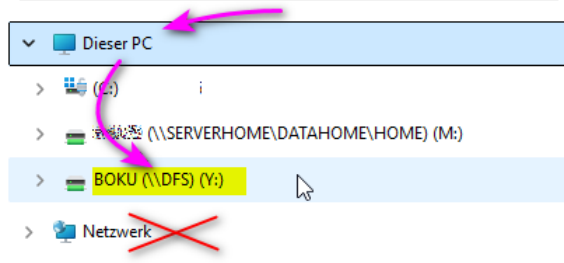 Dieser PC
(C:)
(\\SERVERHOME\DATAHOME\HOME) (M:)
BOKU (\\DFS) (Y:)
Netzwerk